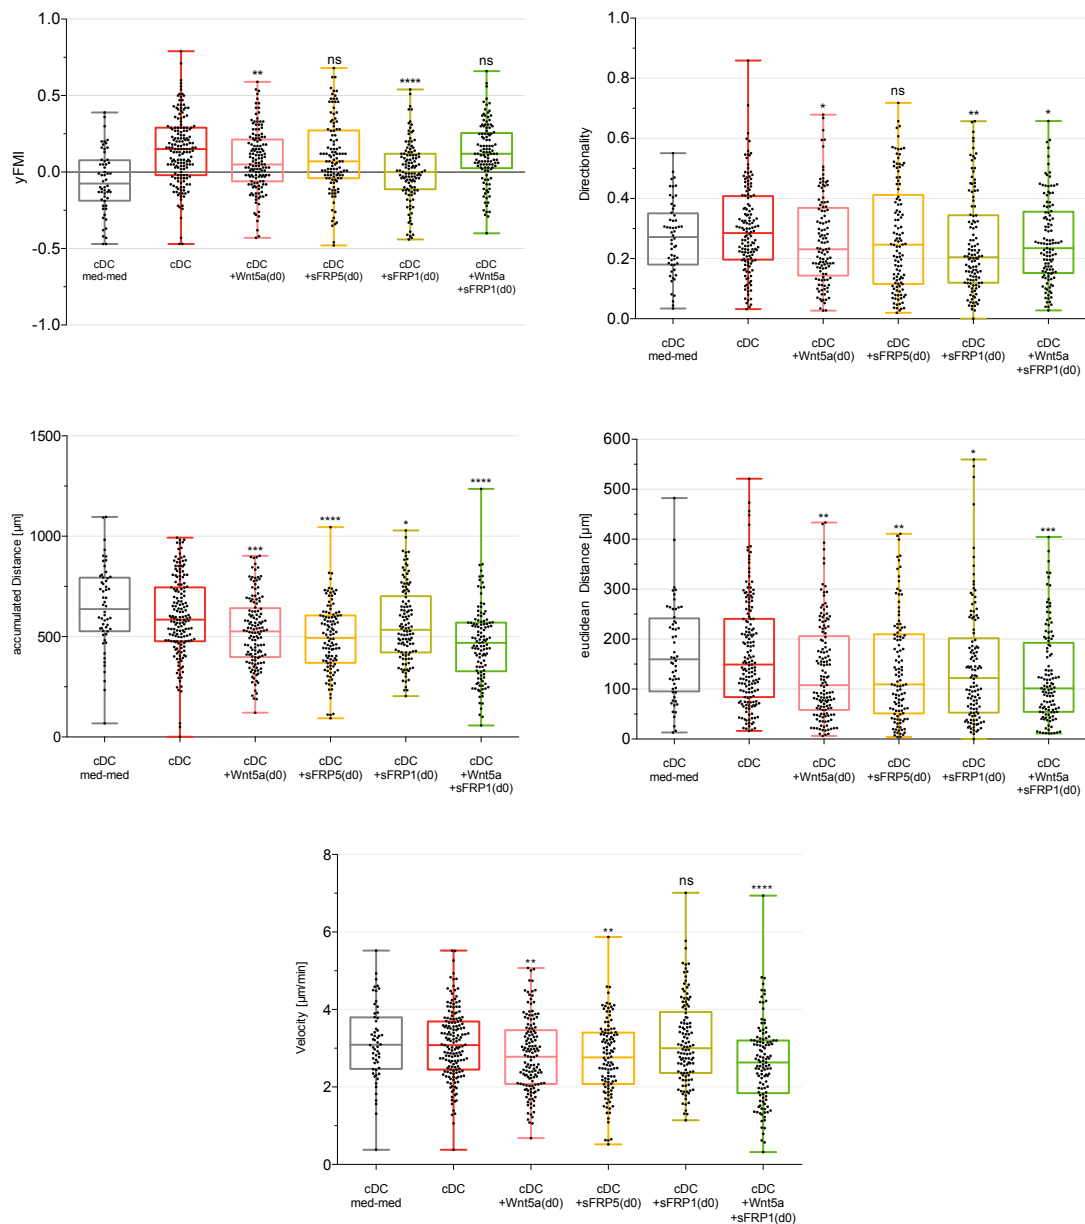 1.0
0.5
0.0
-0.5
-1.0
yFMI
**
ns
****
ns
cDC
med-med
cDC
cDC
+Wnt5a(d0)
cDC
+sFRP5(d0)
cDC
+sFRP1(d0)
cDC
+Wnt5a
+sFRP1(d0)
1.0
0.8
0.6
0.4
0.2
0.0
Directionality
*
ns
**
*
cDC
med-med
cDC
cDC
+Wnt5a(d0)
cDC
+sFRP5(d0)
cDC
+sFRP1(d0)
cDC
+Wnt5a
+sFRP1(d0)
1500
1000
500
0
accumulated Distance [µm]
***
****
*
****
cDC
med-med
cDC
cDC
+Wnt5a(d0)
cDC
+sFRP5(d0)
cDC
+sFRP1(d0)
cDC
+Wnt5a
+sFRP1(d0)
600
500
400
300
200
100
0
euclidean Distance [µm]
**
**
*
***
cDC
med-med
cDC
cDC
+Wnt5a(d0)
cDC
+sFRP5(d0)
cDC
+sFRP1(d0)
cDC
+Wnt5a
+sFRP1(d0)
8
6
4
2
0
Velocity [µm/min]
**
**
ns
****
cDC
med-med
cDC
cDC
+Wnt5a(d0)
cDC
+sFRP5(d0)
cDC
+sFRP1(d0)
cDC
+Wnt5a
+sFRP1(d0)